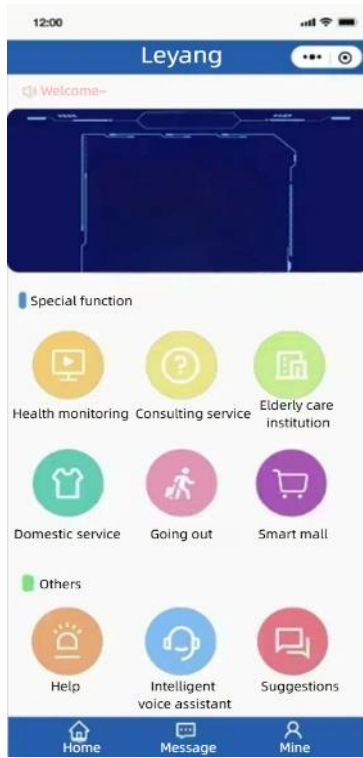 12:00
Leyang
Welcome~
Special function
Health monitoring
Consulting service
Elderly care
institution
Domestic service
Going out
Smart mall
Others
Help
Intelligent
voice assistant
Suggestions
Home
Message
Mine